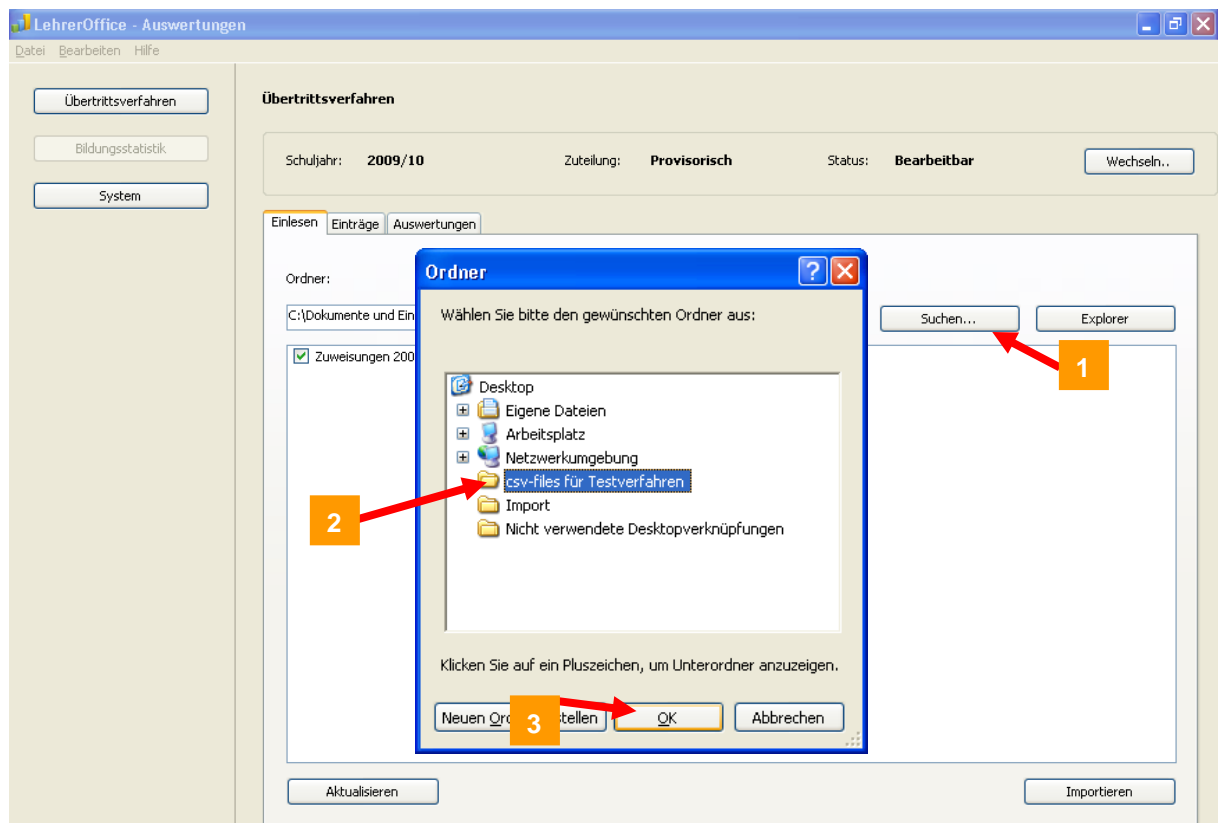 LehrerOffice - Auswertungen
Datei Bearbeiten Hilfe
Übertrittsverfahren
Bildungsstatistik
System
Übertrittsverfahren
Schuljahr: 2009/10 Zuteilung: Provisorisch Status: Bearbeitbar Wechseln..
Einlesen Einträge Auswertungen
Ordner:
C:\Dokumente und Ein
Suchen... Explorer
Zuweisungen 200
1
Ordner
Wählen Sie bitte den gewünschten Ordner aus:
Desktop
Eigene Dateien
Arbeitsplatz
Netzwerkumgebung
csv-files für Testverfahren
Import
Nicht verwendete Desktopverknüpfungen
2
Klicken Sie auf ein Pluszeichen, um Unterordner anzuzeigen.
Neuen Ord tellen OK Abbrechen
3
Aktualisieren Importieren